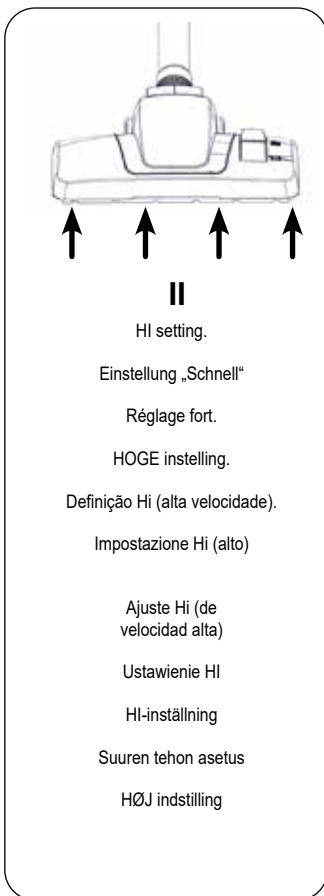 II
HI setting.
Einstellung „Schnell“
Réglage fort.
HOGE instelling.
Definição Hi (alta velocidade).
Impostazione Hi (alto)
Ajuste Hi (de
velocidad alta)
Ustawienie HI
HI-inställning
Suuren tehon asetus
HØJ indstilling